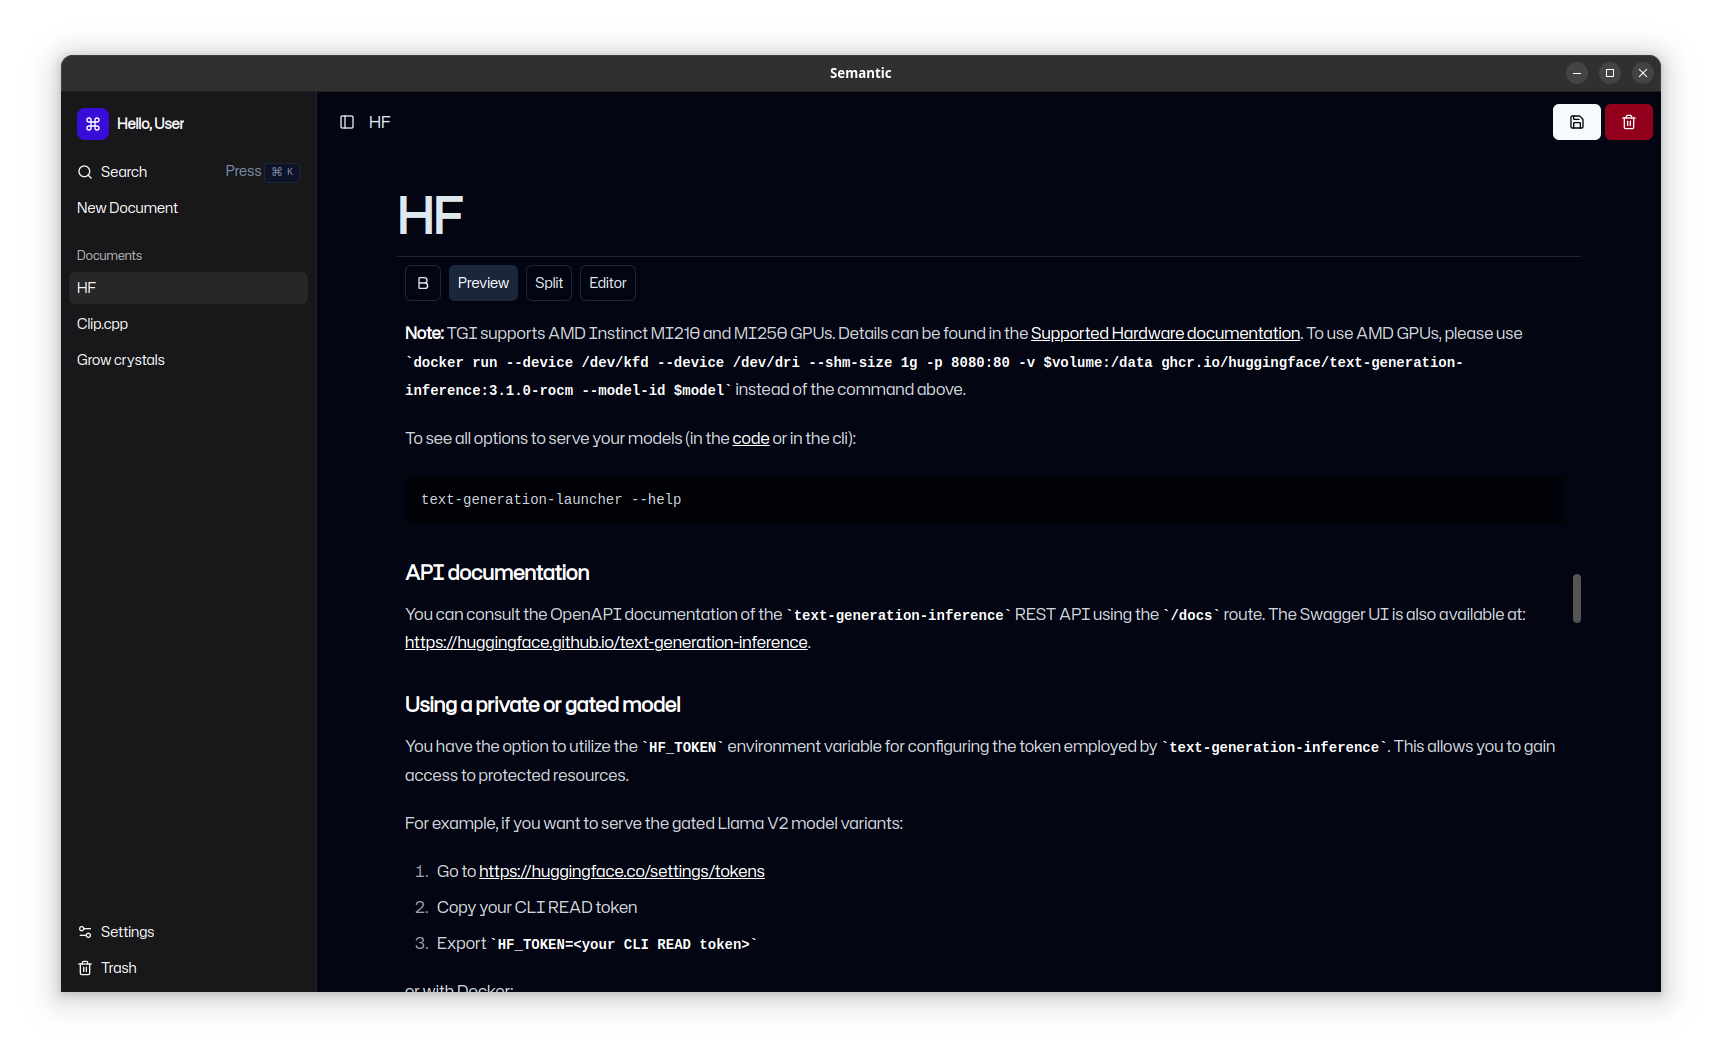 Semantic
Hello, User
Search Press ⌘ K
New Document
Documents
HF
Clip.cpp
Grow crystals
Settings
Trash
HF
HF
B Preview Split Editor
Note: TGI supports AMD Instinct MI210 and MI250 GPUs. Details can be found in the Supported Hardware documentation. To use AMD GPUs, please use
`docker run --device /dev/kfd --device /dev/dri --shm-size 1g -p 8080:80 -v $volume:/data ghcr.io/huggingface/text-generation-
inference:3.1.0-rocm --model-id $model` instead of the command above.
To see all options to serve your models (in the code or in the cli):
text-generation-launcher --help
API documentation
You can consult the OpenAPI documentation of the `text-generation-inference` REST API using the `/docs` route. The Swagger UI is also available at:
https://huggingface.github.io/text-generation-inference.
Using a private or gated model
You have the option to utilize the `HF_TOKEN` environment variable for configuring the token employed by `text-generation-inference`. This allows you to gain
access to protected resources.
For example, if you want to serve the gated Llama V2 model variants:
1. Go to https://huggingface.co/settings/tokens
2. Copy your CLI READ token
3. Export `HF_TOKEN=<your CLI READ token>`
or with Docker: